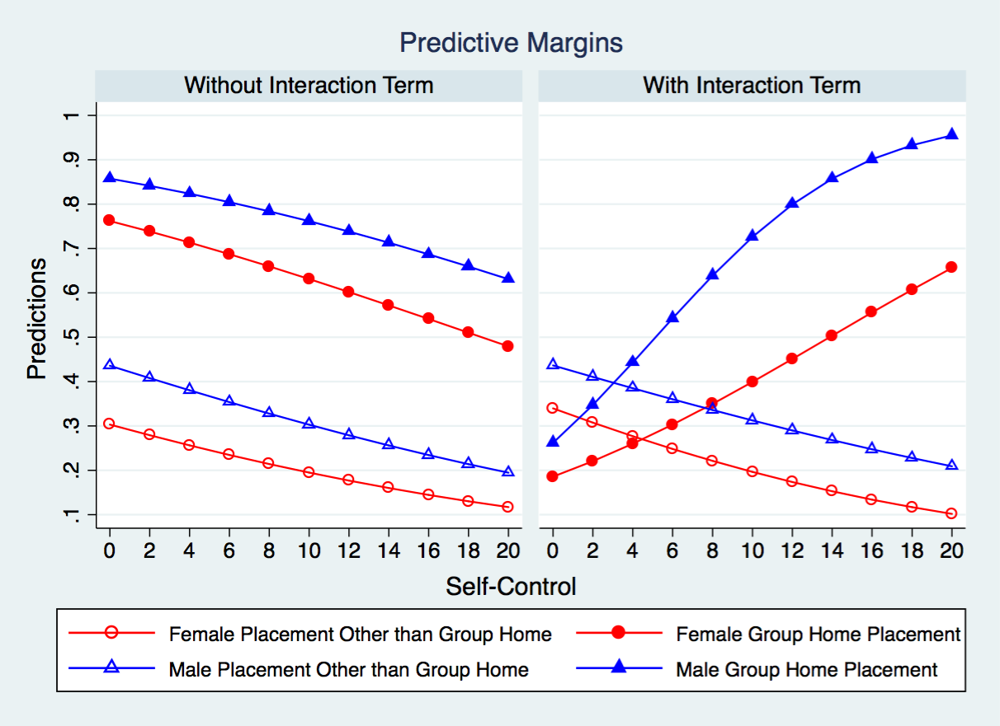 Predictive Margins
Without Interaction Term
With Interaction Term
Predictions
1
.9
.8
.7
.6
.5
.4
.3
.2
.1
0 2 4 6 8 10 12 14 16 18 20
0 2 4 6 8 10 12 14 16 18 20
Self-Control
Female Placement Other than Group Home
Female Group Home Placement
Male Placement Other than Group Home
Male Group Home Placement